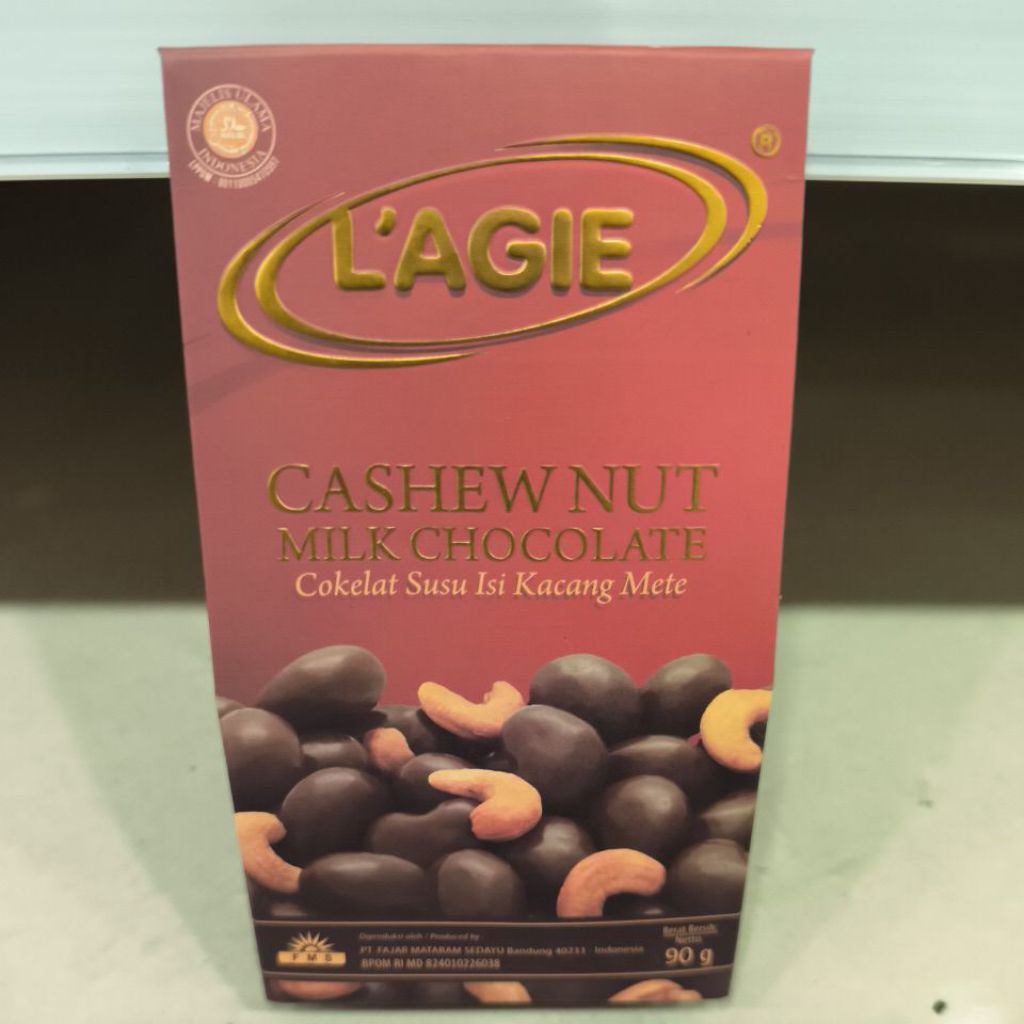 MAJELIS ULAMA
INDONESIA
®
L'AGIE
CASHEW NUT
MILK CHOCOLATE
Cokelat Susu Isi Kacang Mete
FMS
Diproduksi oleh / Produced by :
PT. FAJAR MATARAM SEDAYU Bandung 40231 - Indonesia
BPOM RI MD 824010226038
Berat Bersih
Netto
90 g